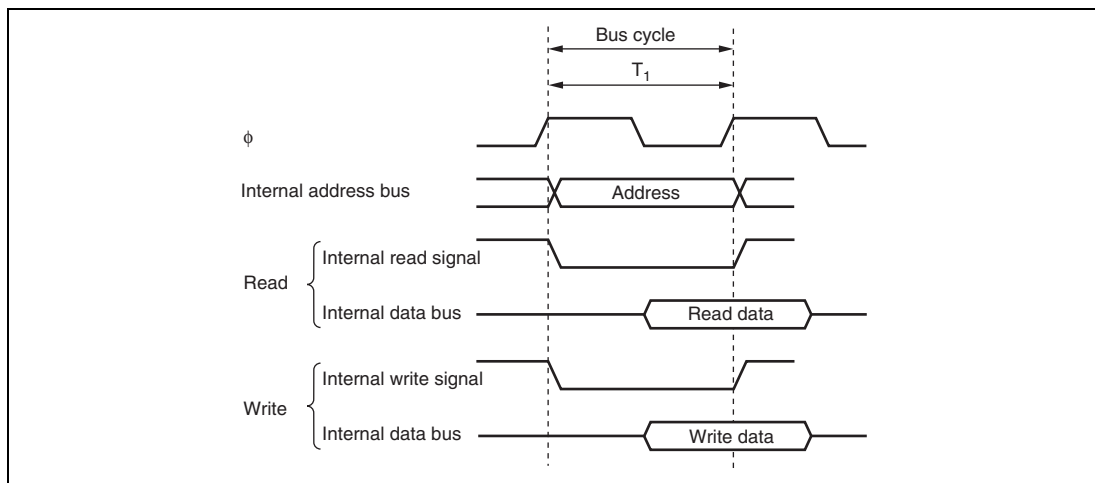 Bus cycle
T₁
ϕ
Internal address bus
Address
Internal read signal
Read
Internal data bus
Read data
Internal write signal
Write
Internal data bus
Write data